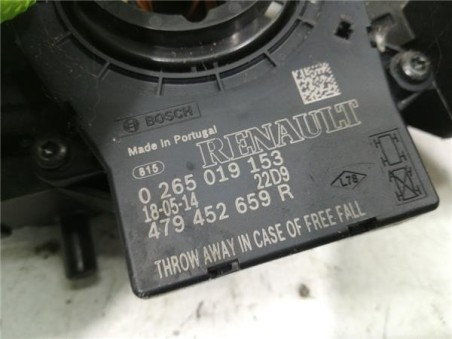 BOSCH
Made in Portugal
RENAULT
815
0 265 019 153
18-05-14 22D9
479 452 659 R
L78
THROW AWAY IN CASE OF FREE FALL